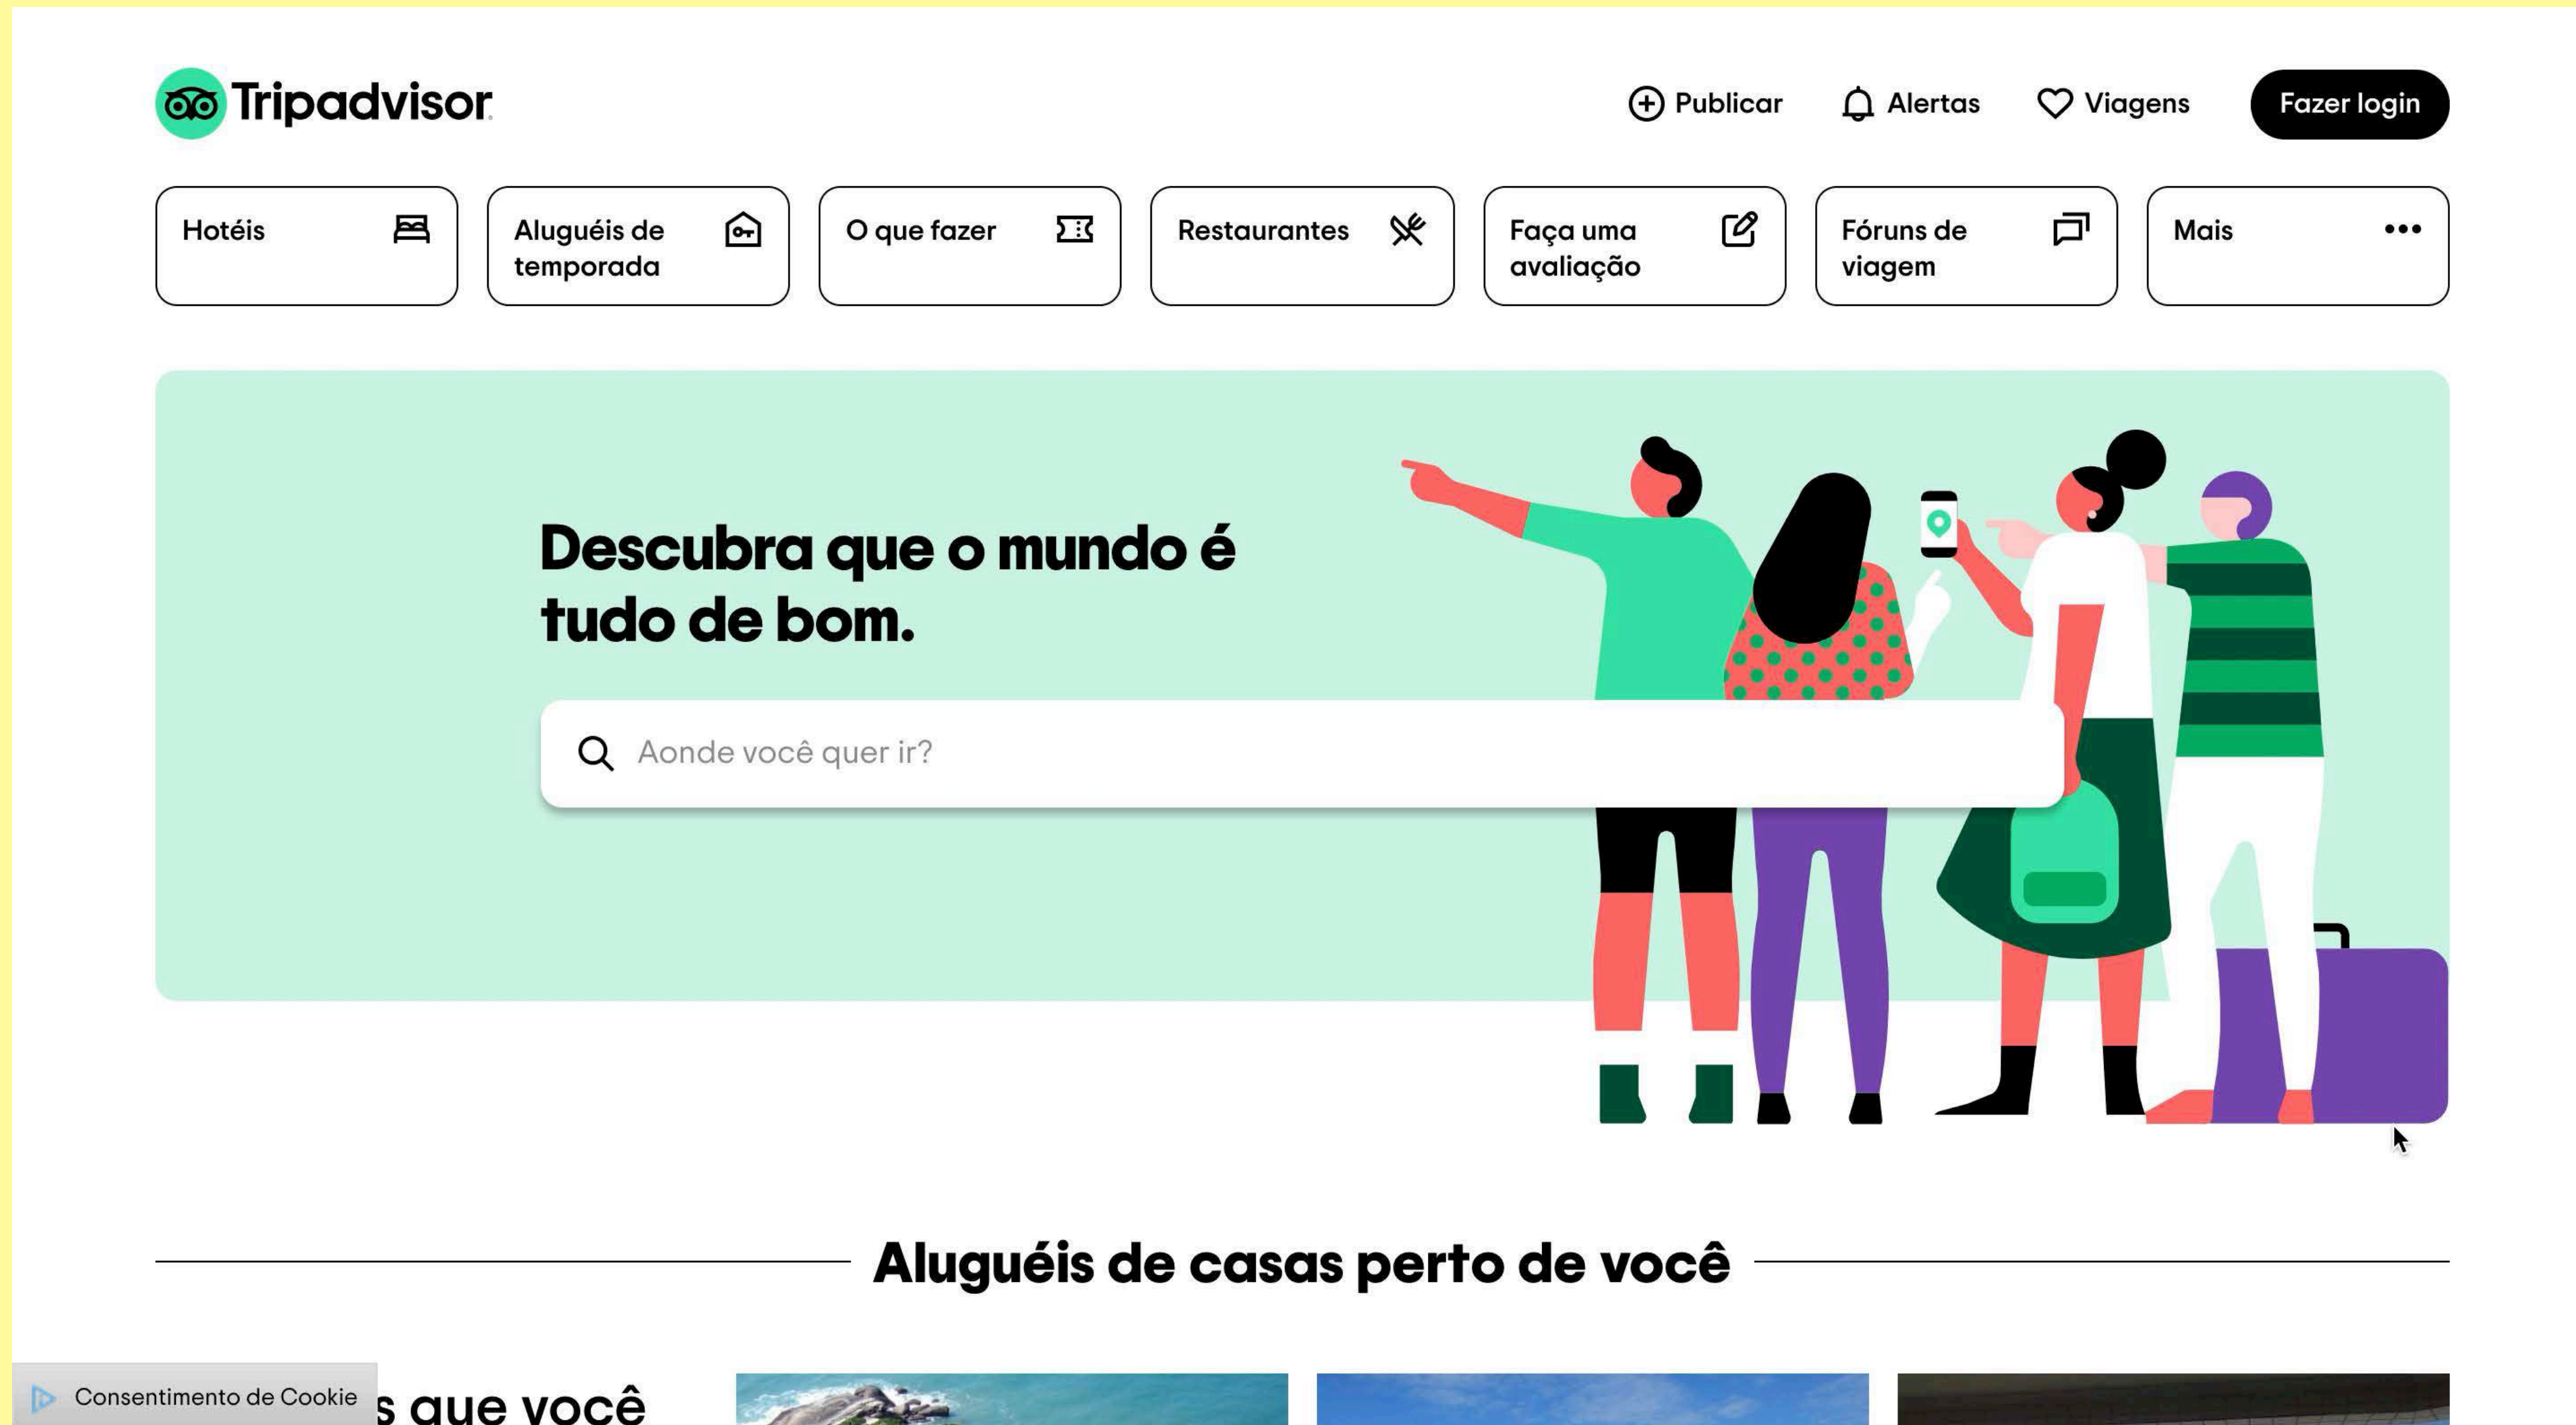 Tripadvisor
Publicar
Alertas
Viagens
Fazer login
Hotéis
Aluguéis de
temporada
O que fazer
Restaurantes
Faça uma
avaliação
Fóruns de
viagem
Mais
Descubra que o mundo é
tudo de bom.
Aonde você quer ir?
Aluguéis de casas perto de você
Consentimento de Cookie
s que você